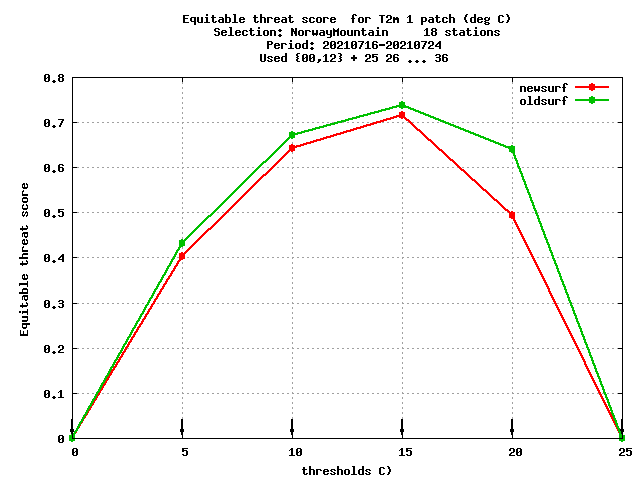 Equitable threat score  for T2m 1 patch (deg C)
Selection: NorwayMountain     18 stations
Period: 20210716-20210724
Used {00,12} + 25 26 ... 36
newsurf
oldsurf
Equitable threat score
0.8
0.7
0.6
0.5
0.4
0.3
0.2
0.1
0
0 5 10 15 20 25
thresholds C)